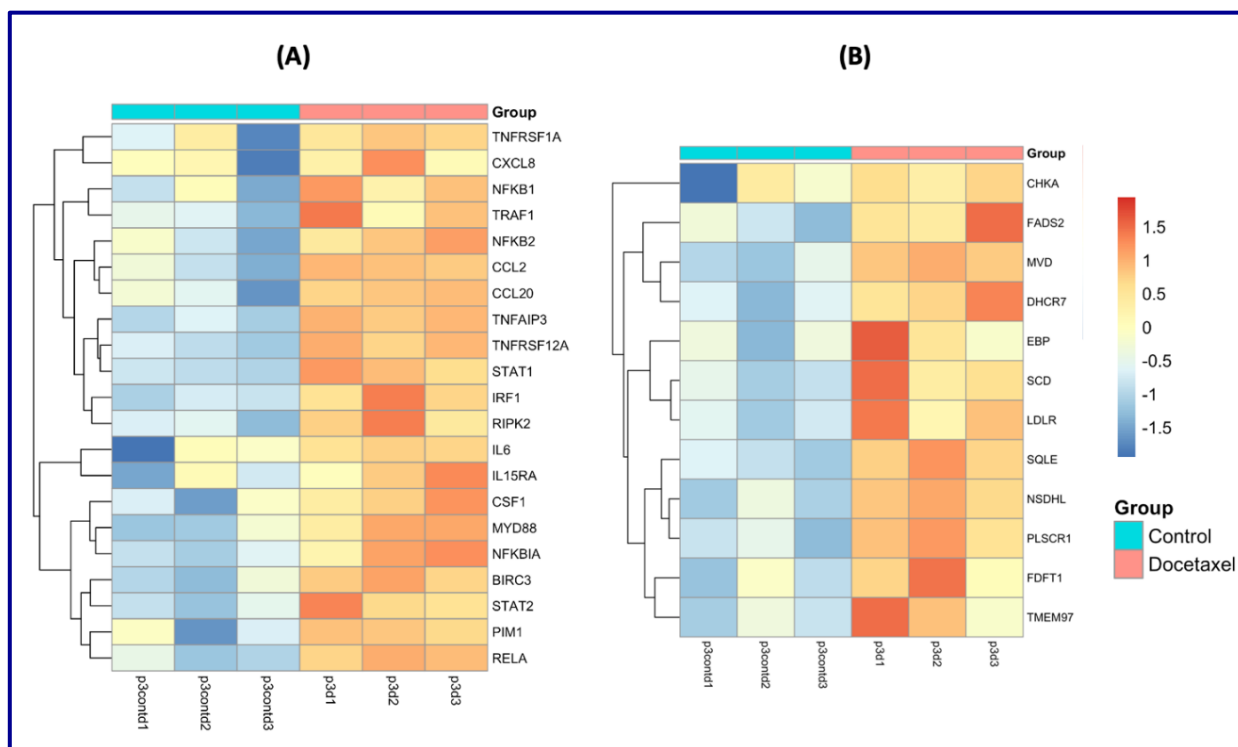 (A)
(B)
Group
TNFRSF1A
CXCL8
NFKB1
TRAF1
NFKB2
CCL2
CCL20
TNFAIP3
TNFRSF12A
STAT1
IRF1
RIPK2
IL6
IL15RA
CSF1
MYD88
NFKBIA
BIRC3
STAT2
PIM1
RELA
p3contd1
p3contd2
p3contd3
p3d1
p3d2
p3d3
Group
CHKA
FADS2
MVD
DHCR7
EBP
SCD
LDLR
SQLE
NSDHL
PLSCR1
FDFT1
TMEM97
p3contd1
p3contd2
p3contd3
p3d1
p3d2
p3d3
1.5
1
0.5
0
-0.5
-1
-1.5
Group
Control
Docetaxel